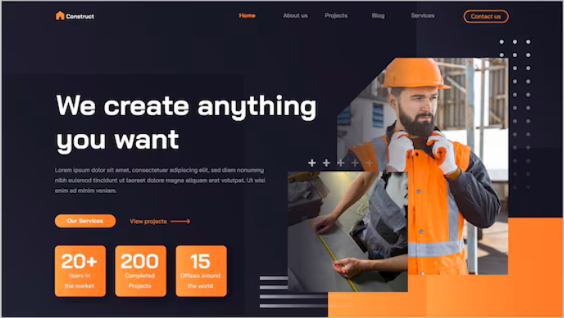 Construct
Home
About us
Projects
Blog
Services
Contact us
We create anything
you want
Lorem ipsum dolor sit amet, consectetuer adipiscing elit, sed diam nonummy
nibh euismod tincidunt ut laoreet dolore magna aliquam erat volutpat. Ut wisi
enim ad minim veniam.
Our Services
View projects
20+
Years in
the market
200
Completed
Projects
15
Offices around
the world